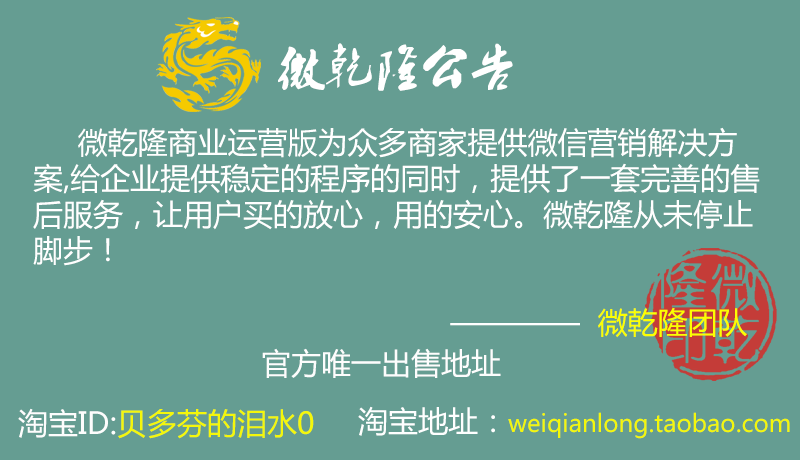 微乾隆公告
微乾隆商业运营版为众多商家提供微信营销解决方
案,给企业提供稳定的程序的同时，提供了一套完善的售
后服务，让用户买的放心，用的安心。微乾隆从未停止
脚步！
微乾隆印
———— 微乾隆团队
官方唯一出售地址
淘宝ID:贝多芬的泪水0 淘宝地址：weiqianlong.taobao.com